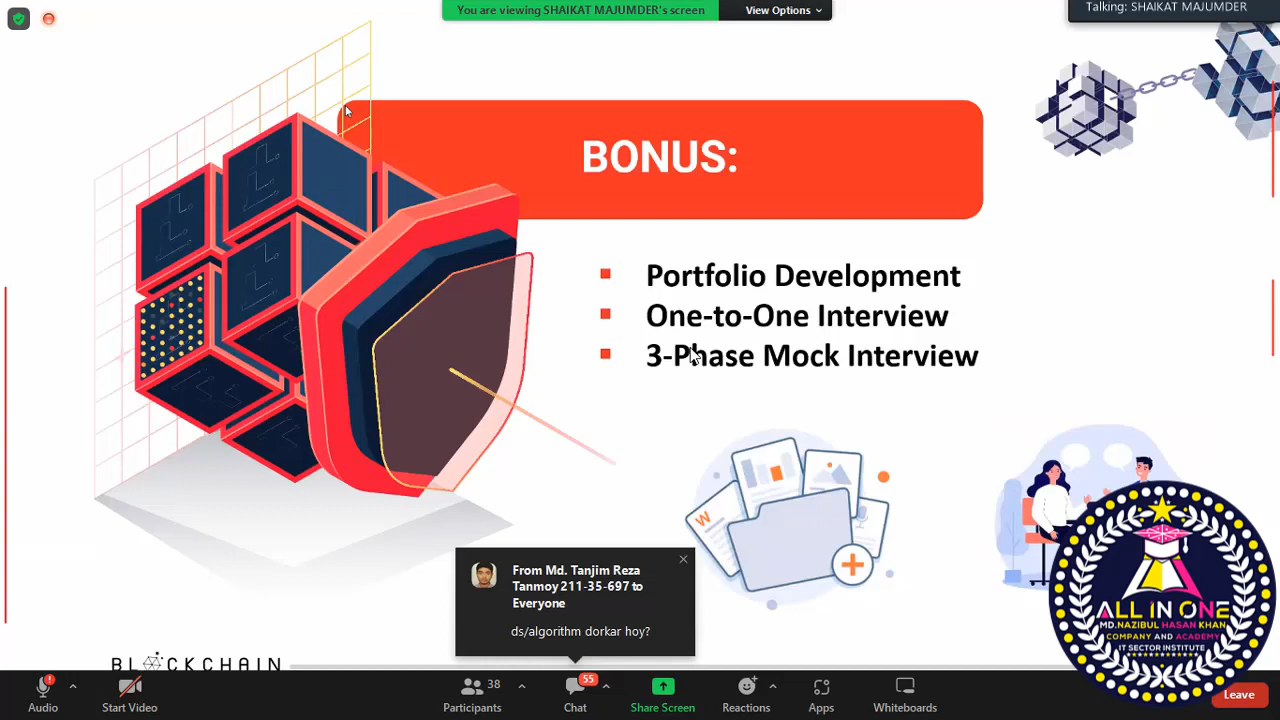 You are viewing SHAIKAT MAJUMDER's screen
View Options
Talking: SHAIKAT MAJUMDER
BONUS:
Portfolio Development
One-to-One Interview
3-Phase Mock Interview
W
From Md. Tanjim Reza
Tanmoy 211-35-697 to
Everyone
ds/algorithm dorkar hoy?
ALL IN ONE
MD.NAZIBUL HASAN KHAN
COMPANY AND ACADEMY
IT SECTOR INSTITUTE
BLOCKCHAIN
Audio
Start Video
38
Participants
55
Chat
Share Screen
Reactions
Apps
Whiteboards
Leave